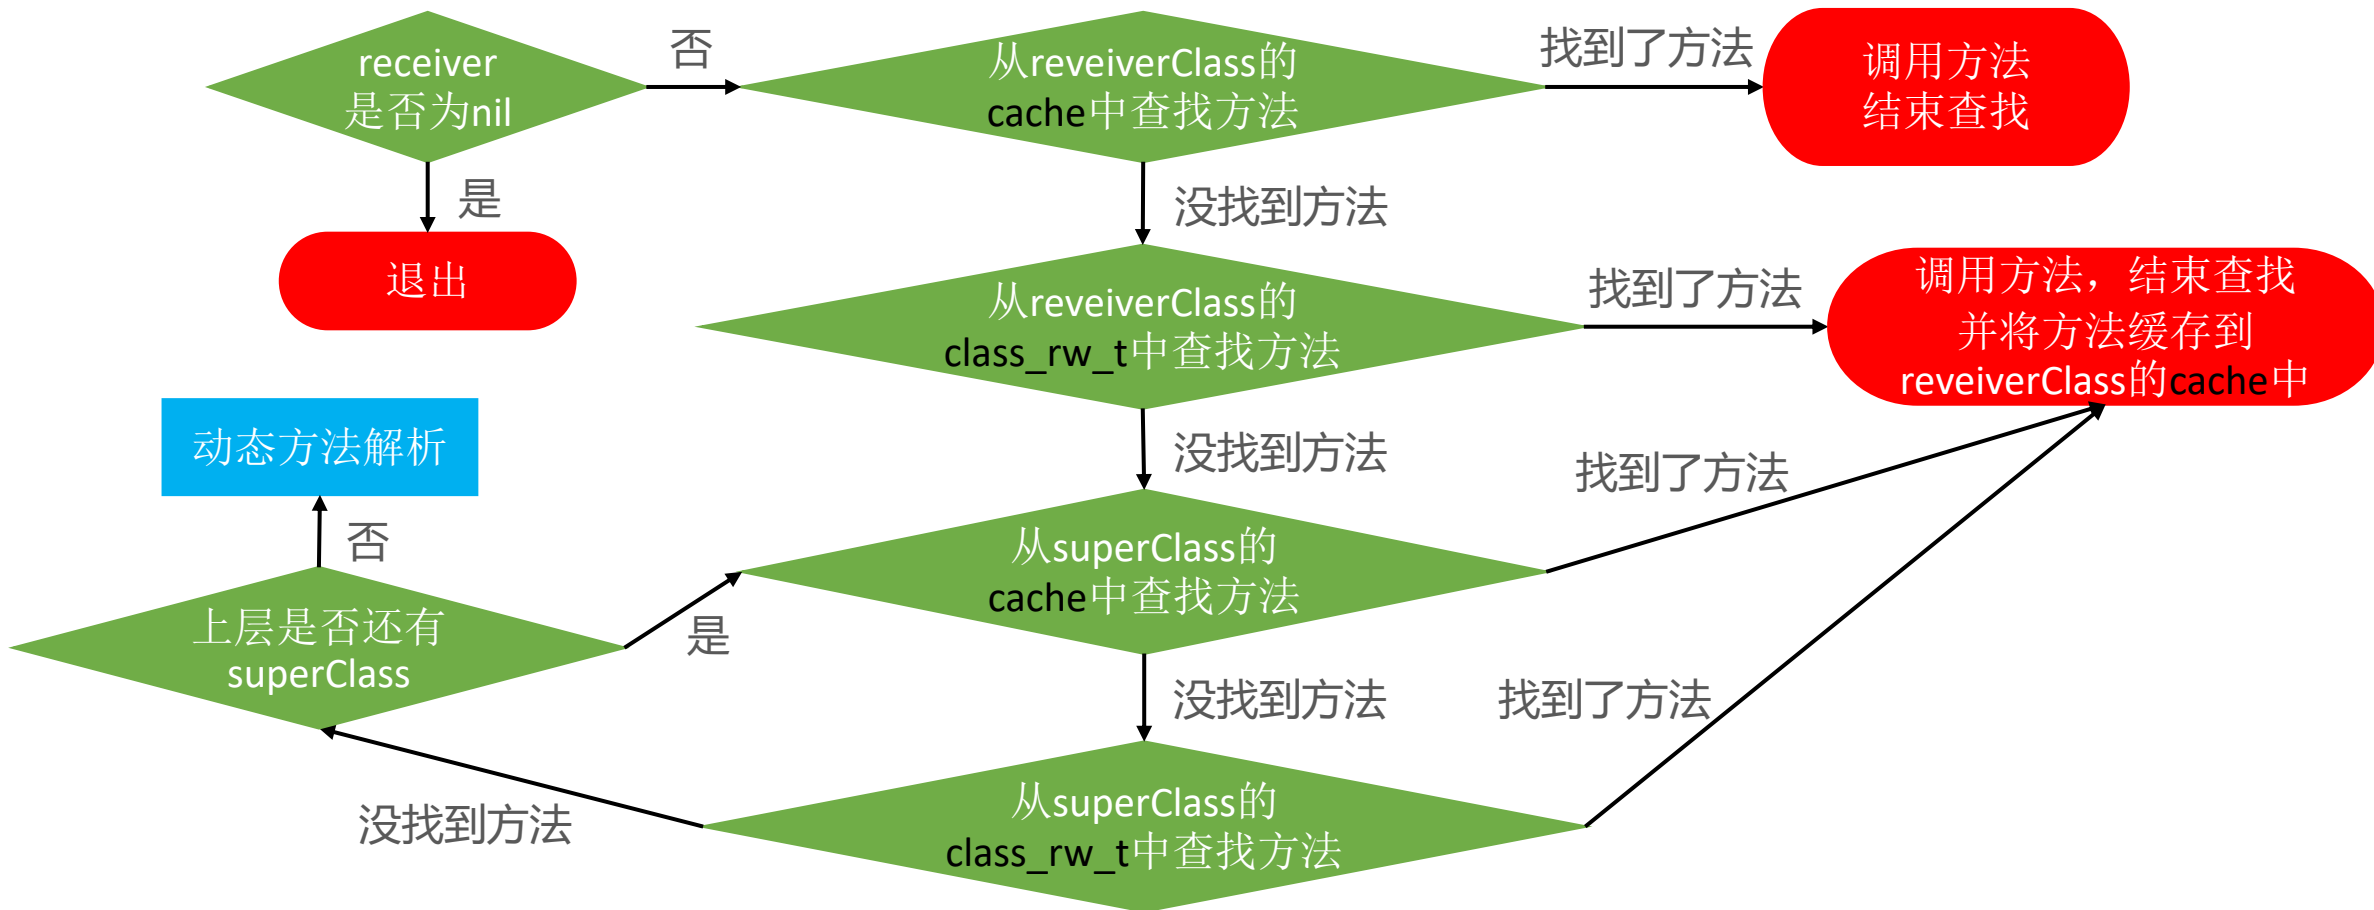 receiver
是否为nil
否
从reveiverClass的
cache中查找方法
找到了方法
调用方法
结束查找
是
没找到方法
退出
从reveiverClass的
class_rw_t中查找方法
找到了方法
调用方法，结束查找
并将方法缓存到
reveiverClass的cache中
动态方法解析
没找到方法
找到了方法
否
从superClass的
cache中查找方法
上层是否还有
superClass
是
没找到方法
找到了方法
没找到方法
从superClass的
class_rw_t中查找方法